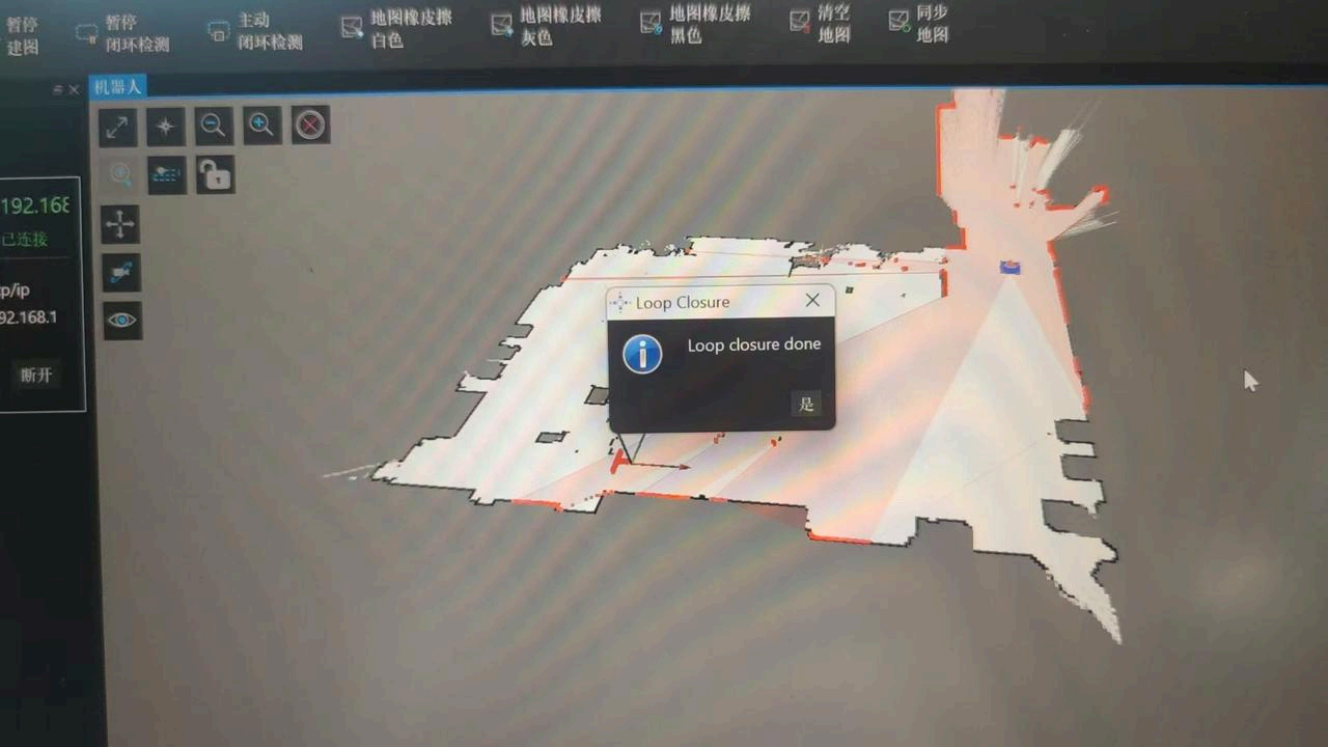 暂停
建图
暂停
闭环检测
主动
闭环检测
地图橡皮擦
白色
地图橡皮擦
灰色
地图橡皮擦
黑色
清空
地图
同步
地图
机器人
192.168
已连接
p/ip
92.168.1
断开
Loop Closure
Loop closure done
是